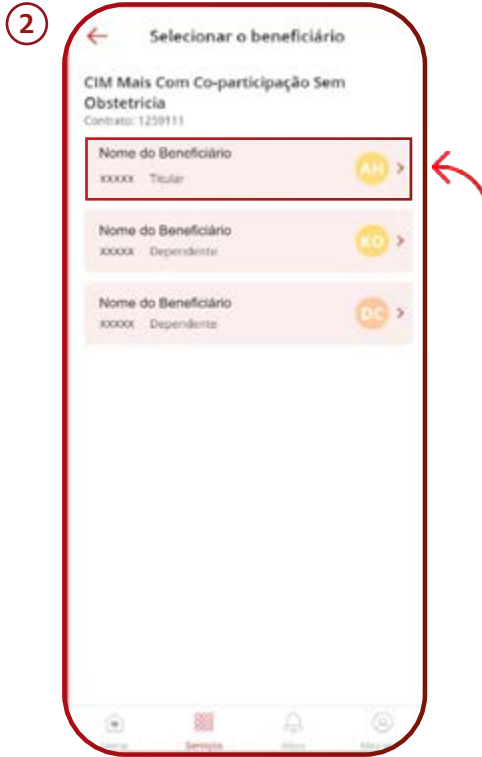 2
Selecionar o beneficiário
CIM Mais Com Co-participação Sem
Obstetricia
Contrato: 1259111
Nome do Beneficiário
xxxxx Titular
AH
Nome do Beneficiário
xxxxx Dependente
KO
Nome do Beneficiário
xxxxx Dependente
DC
Home
Serviços